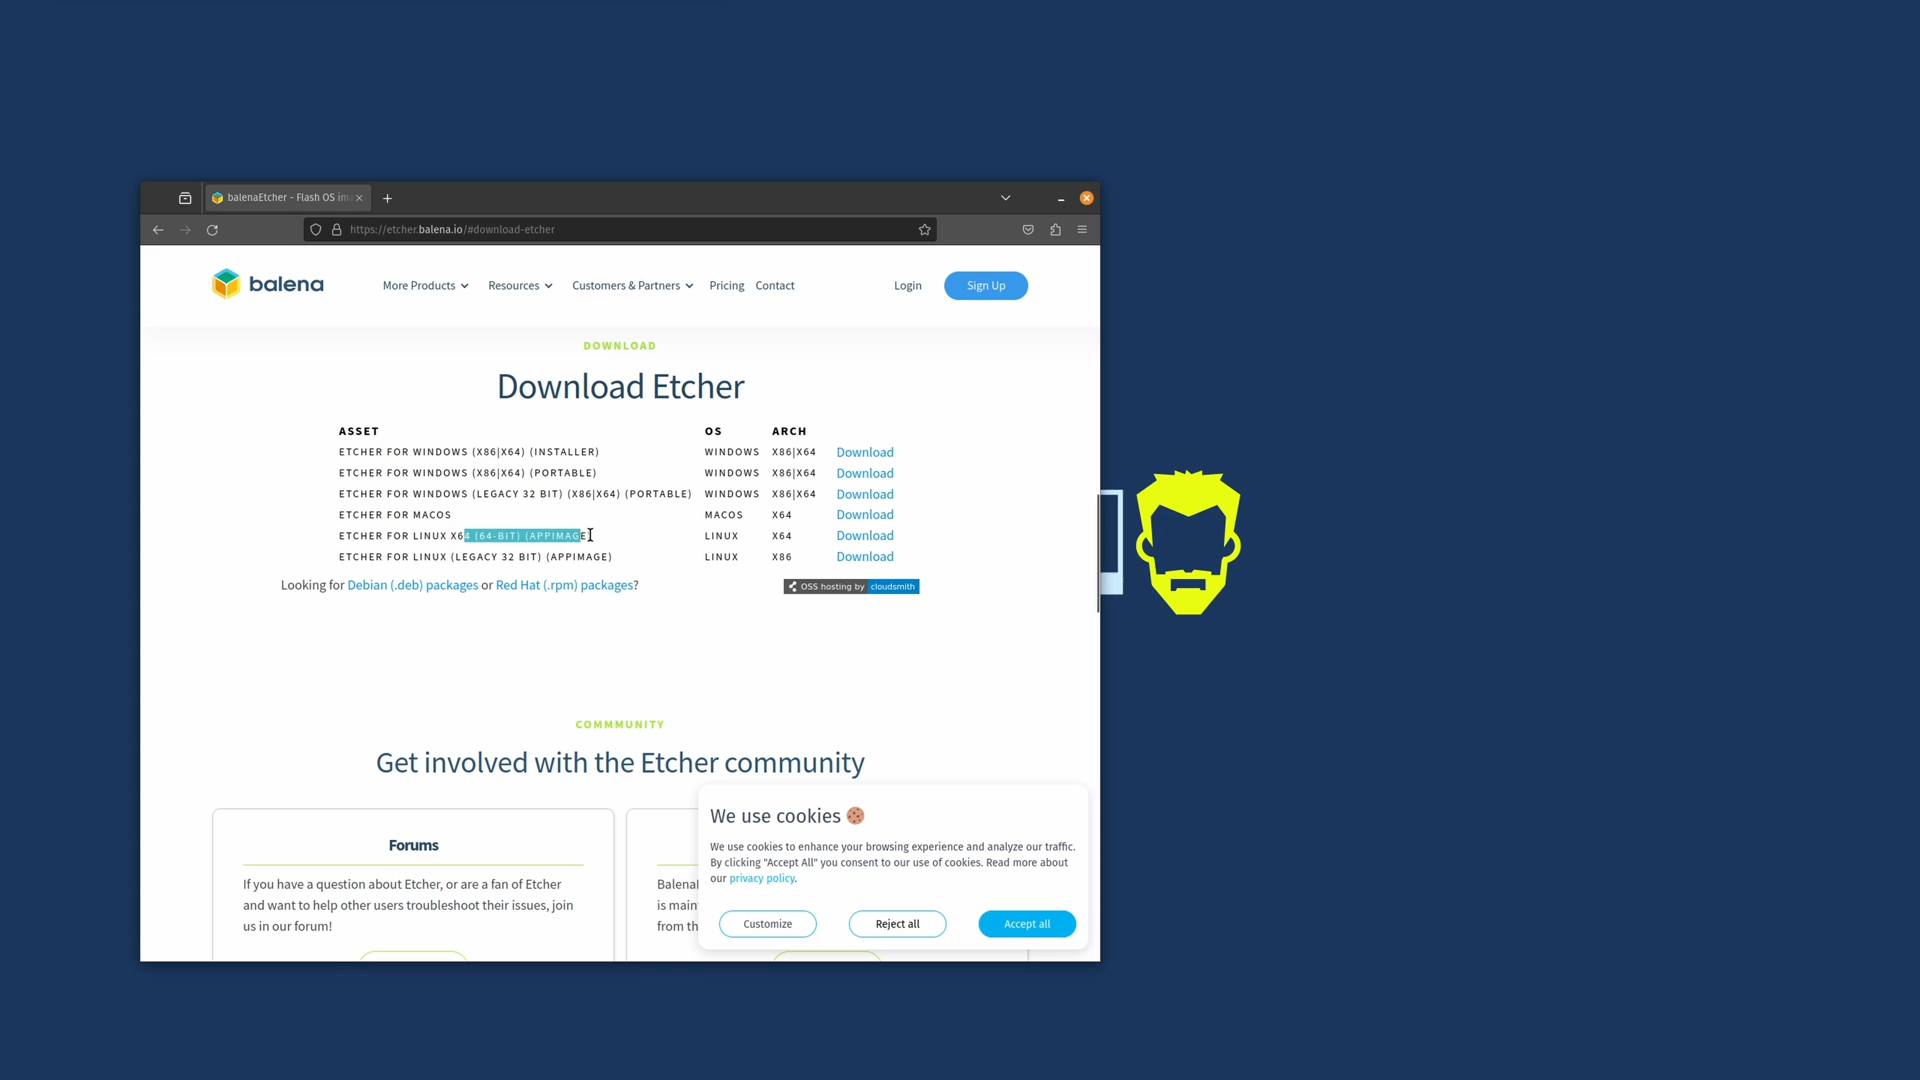 balenaEtcher - Flash OS im
https://etcher.balena.io/#download-etcher
balena
More Products Resources Customers & Partners Pricing Contact Login Sign Up
DOWNLOAD
Download Etcher
ASSET OS ARCH
ETCHER FOR WINDOWS (X86|X64) (INSTALLER) WINDOWS X86|X64 Download
ETCHER FOR WINDOWS (X86|X64) (PORTABLE) WINDOWS X86|X64 Download
ETCHER FOR WINDOWS (LEGACY 32 BIT) (X86|X64) (PORTABLE) WINDOWS X86|X64 Download
ETCHER FOR MACOS MACOS X64 Download
ETCHER FOR LINUX X64 (64-BIT) (APPIMAGE) LINUX X64 Download
ETCHER FOR LINUX (LEGACY 32 BIT) (APPIMAGE) LINUX X86 Download
Looking for Debian (.deb) packages or Red Hat (.rpm) packages?
OSS hosting by cloudsmith
COMMMUNITY
Get involved with the Etcher community
Forums
If you have a question about Etcher, or are a fan of Etcher
and want to help other users troubleshoot their issues, join
us in our forum!
Balena
is main
from th
We use cookies
We use cookies to enhance your browsing experience and analyze our traffic.
By clicking "Accept All" you consent to our use of cookies. Read more about
our privacy policy.
Customize Reject all Accept all